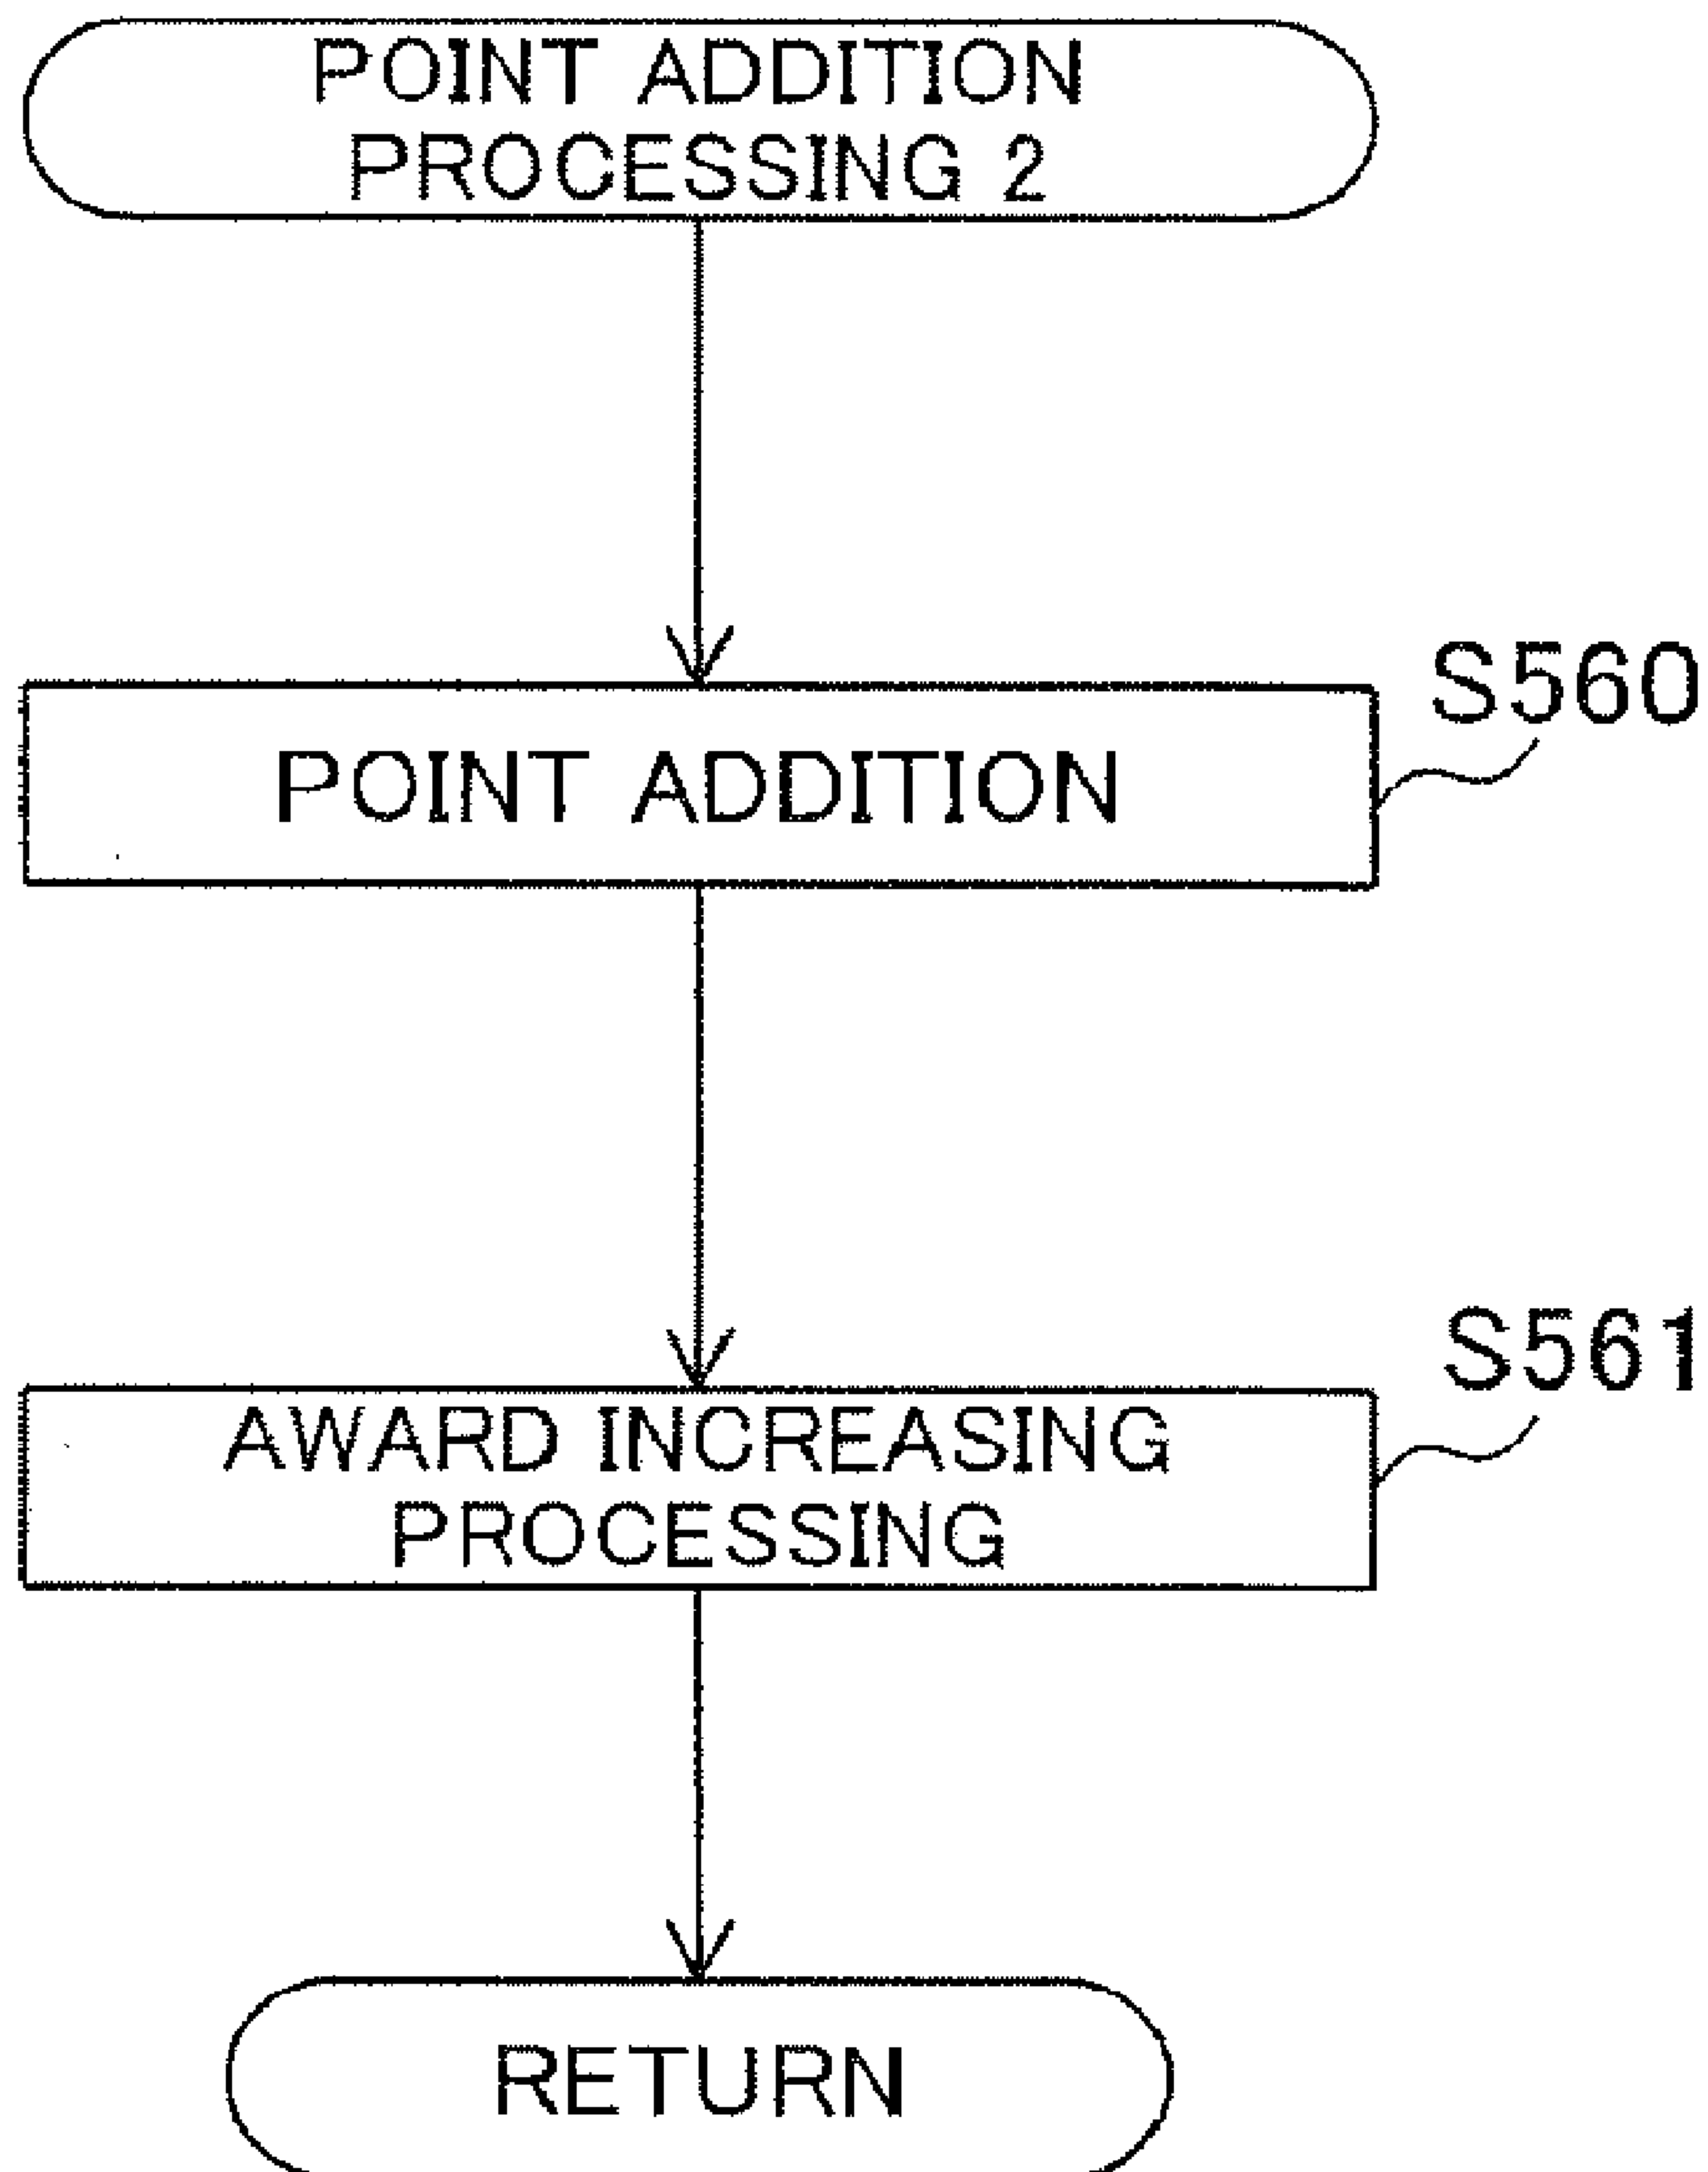 POINT ADDITION
PROCESSING 2
S560
POINT ADDITION
S561
AWARD INCREASING
PROCESSING
RETURN